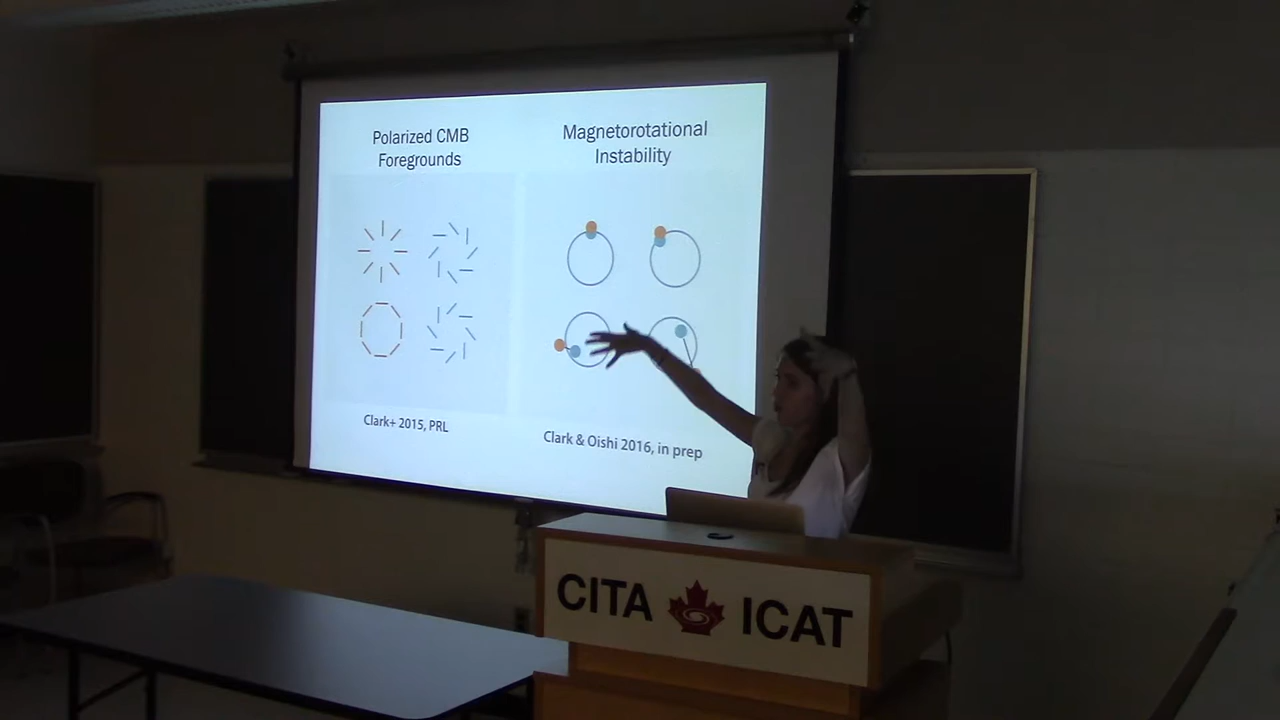 Polarized CMB
Foregrounds
Magnetorotational
Instability
Clark+ 2015, PRL
Clark & Oishi 2016, in prep
CITA ICAT